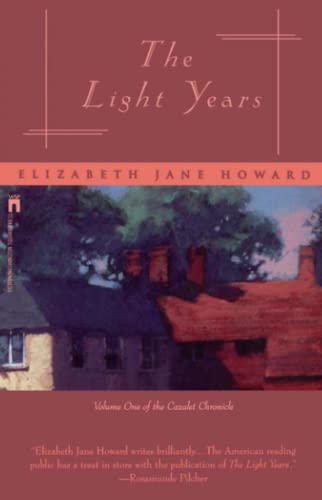 The
Light Years
ELIZABETH JANE HOWARD
Volume One of the Cazalet Chronicle
“Elizabeth Jane Howard writes brilliantly....The American reading
public has a treat in store with the publication of The Light Years.”
—Rosamunde Pilcher